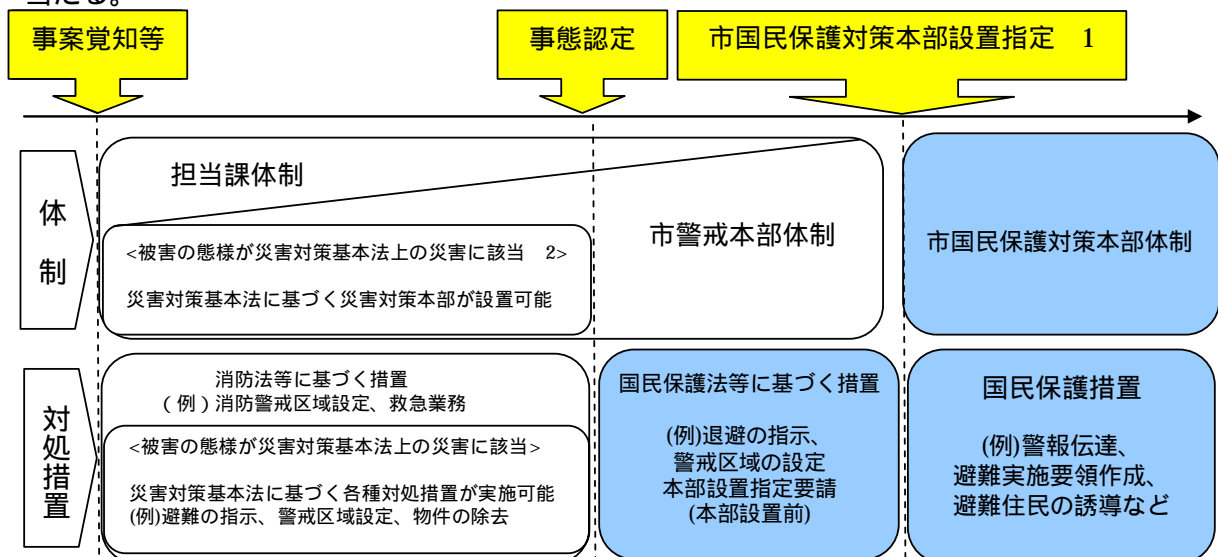 当たる。
事案覚知等
事態認定
市国民保護対策本部設置指定 1
体
制
担当課体制
<被害の態様が災害対策基本法上の災害に該当 2>
災害対策基本法に基づく災害対策本部が設置可能
市警戒本部体制
市国民保護対策本部体制
対
処
措
置
消防法等に基づく措置
(例)消防警戒区域設定、救急業務
<被害の態様が災害対策基本法上の災害に該当>
災害対策基本法に基づく各種対処措置が実施可能
(例)避難の指示、警戒区域設定、物件の除去
国民保護法等に基づく措置
(例)退避の指示、
警戒区域の設定
本部設置指定要請
(本部設置前)
国民保護措置
(例)警報伝達、
避難実施要領作成、
避難住民の誘導など